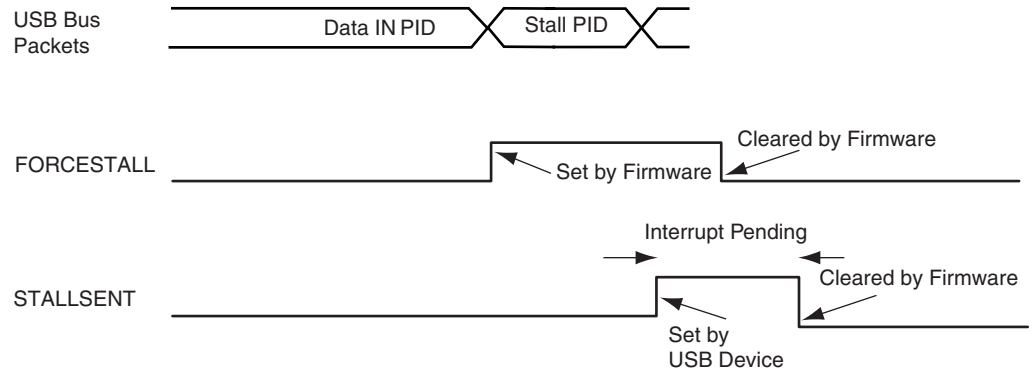 USB Bus
Packets
Data IN PID
Stall PID
FORCESTALL
Set by Firmware
Cleared by Firmware
Interrupt Pending
STALLSENT
Cleared by Firmware
Set by
USB Device